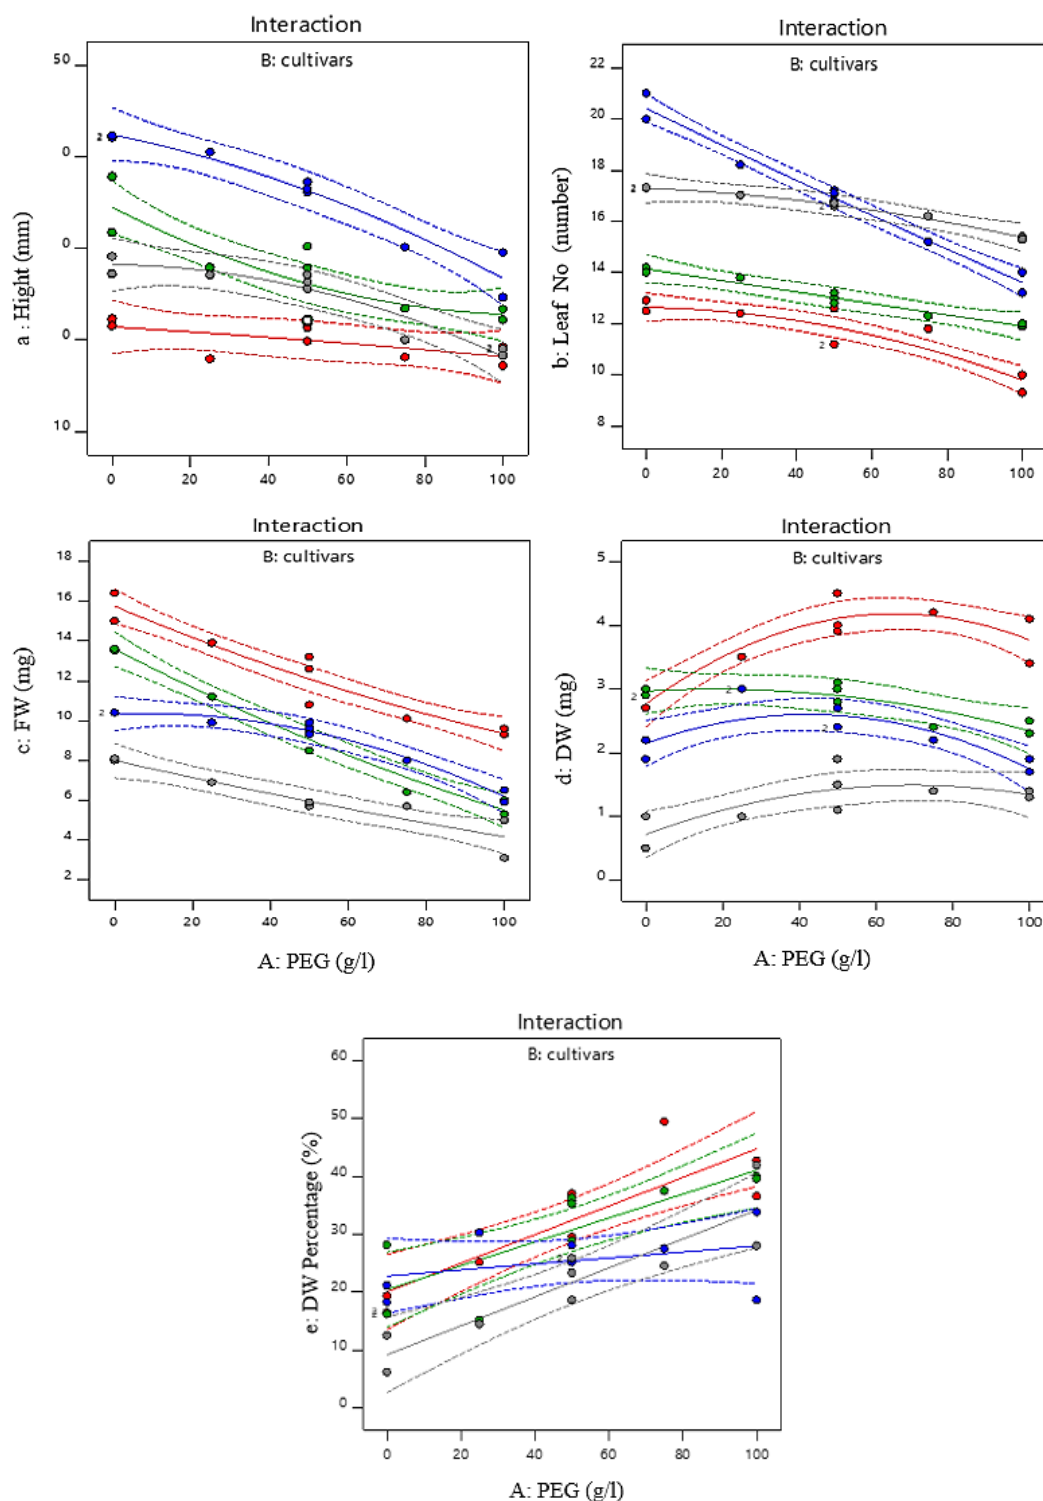 Interaction
B: cultivars
a : Hight (mm)
50
0
0
0
10
2
2
0 20 40 60 80 100
Interaction
B: cultivars
b: Leaf No (number)
22
20
18
16
14
12
10
8
2
2
2
0 20 40 60 80 100
Interaction
B: cultivars
c: FW (mg)
18
16
14
12
10
8
6
4
2
2
0 20 40 60 80 100
A: PEG (g/l)
Interaction
B: cultivars
d: DW (mg)
5
4
3
2
1
0
2
2
2
0 20 40 60 80 100
A: PEG (g/l)
Interaction
B: cultivars
e: DW Percentage (%)
60
50
40
30
20
10
0
0 20 40 60 80 100
A: PEG (g/l)